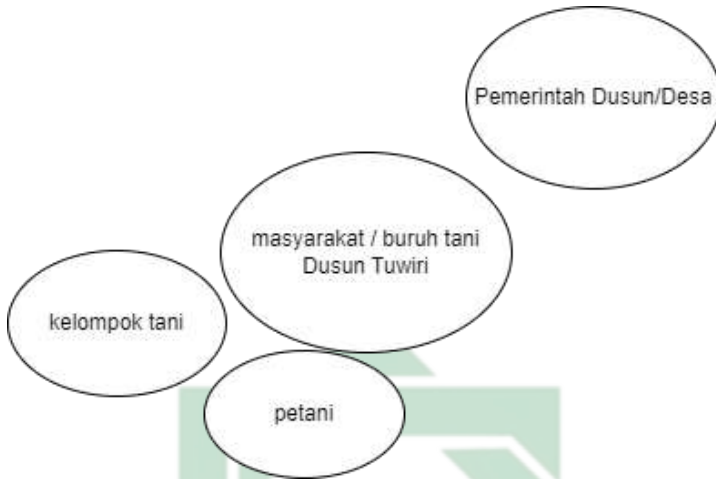 Pemerintah Dusun/Desa
masyarakat / buruh tani
Dusun Tuwiri
kelompok tani
petani